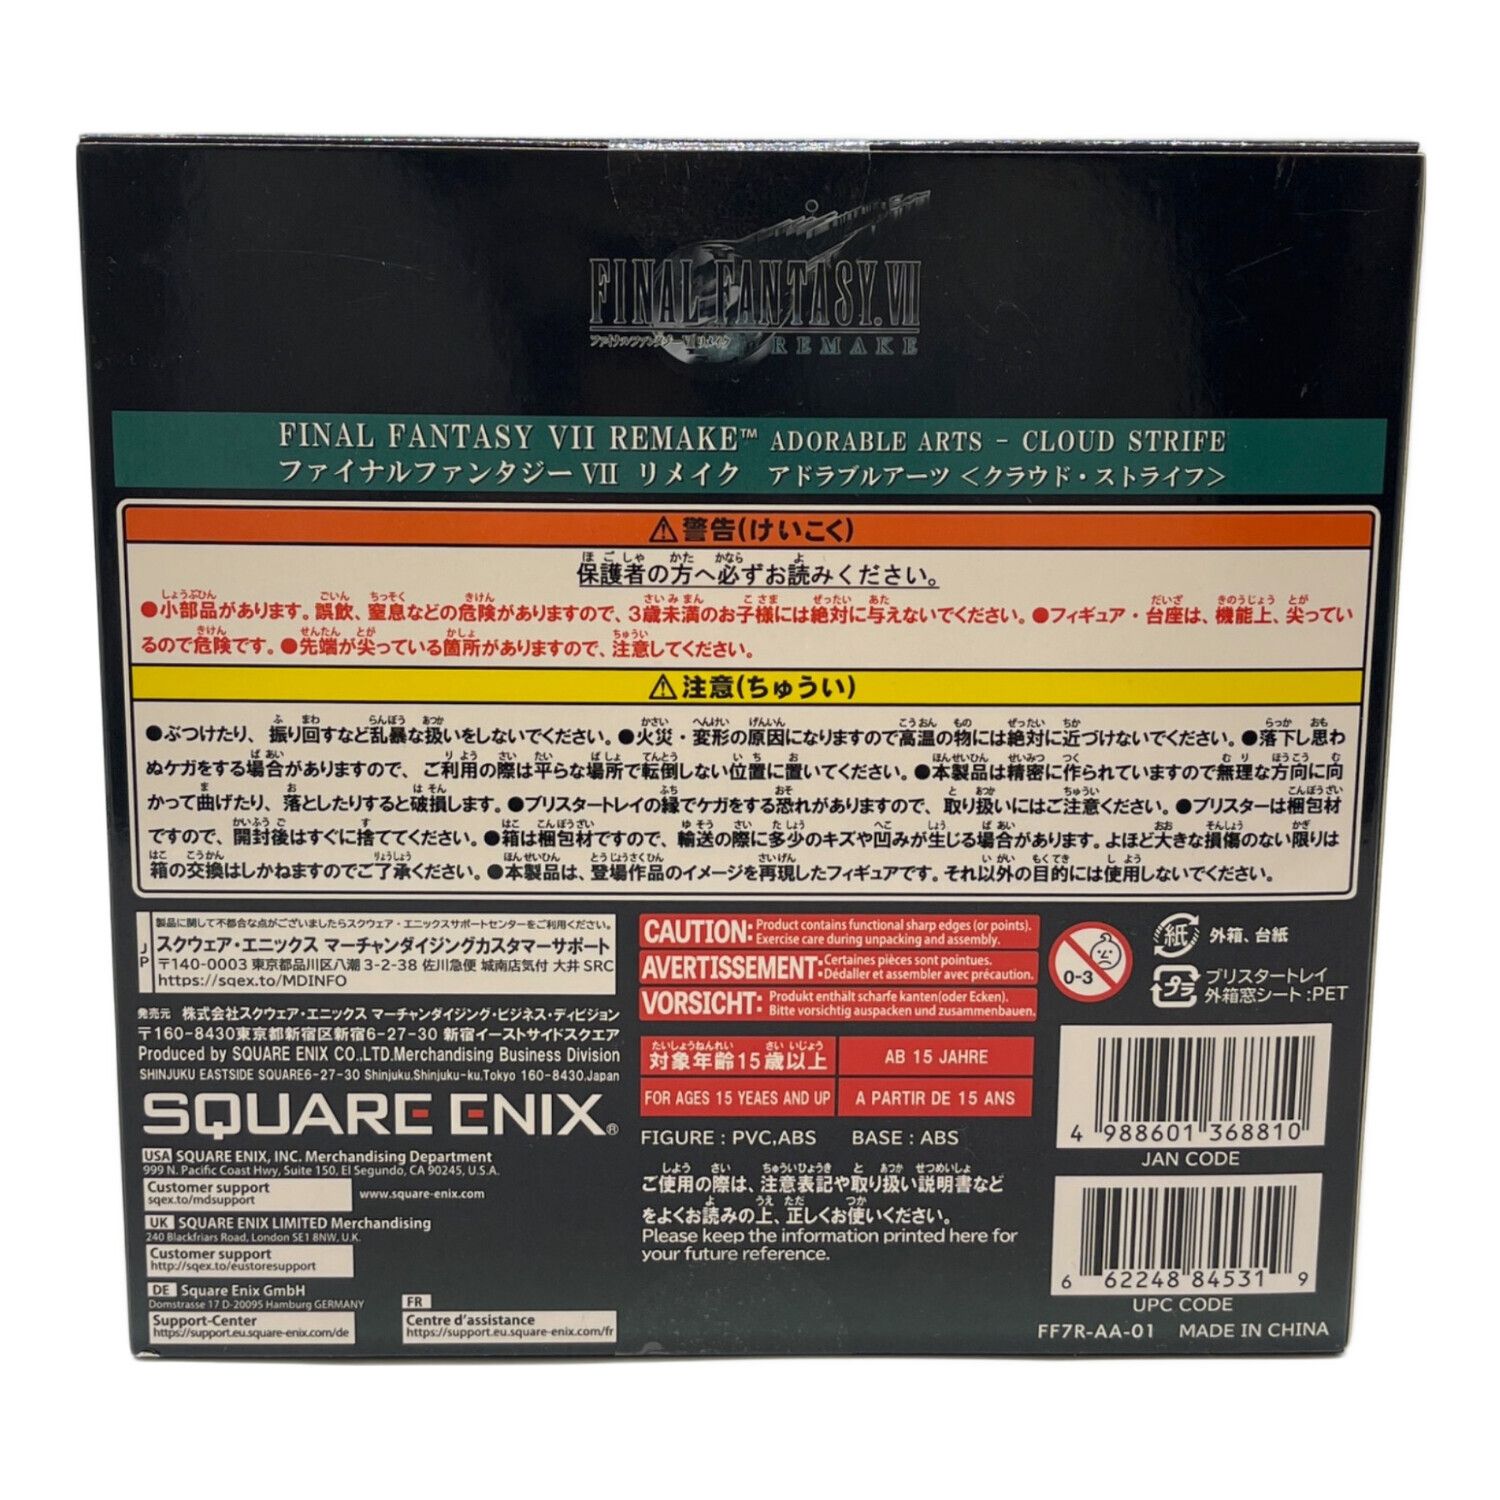 FINAL FANTASY VII
ファイナルファンタジーVII リメイク REMAKE
FINAL FANTASY VII REMAKE™ ADORABLE ARTS - CLOUD STRIFE
ファイナルファンタジーVII リメイク アドラブルアーツ<クラウド・ストライフ>
⚠警告(けいこく)
保護者の方へ必ずお読みください。
●小部品があります。誤飲、窒息などの危険がありますので、3歳未満のお子様には絶対に与えないでください。●フィギュア・台座は、機能上、尖ってい
るので危険です。●先端が尖っている箇所がありますので、注意してください。
⚠注意(ちゅうい)
●ぶつけたり、振り回すなど乱暴な扱いをしないでください。●火災・変形の原因になりますので高温の物には絶対に近づけないでください。●落下し思わ
ぬケガをする場合がありますので、ご利用の際は平らな場所で転倒しない位置に置いてください。●本製品は精密に作られていますので無理な方向に向
かって曲げたり、落としたりすると破損します。●ブリスタートレイの縁でケガをする恐れがありますので、取り扱いにはご注意ください。●ブリスターは梱包材
ですので、開封後はすぐに捨ててください。●箱は梱包材ですので、輸送の際に多少のキズや凹みが生じる場合があります。よほど大きな損傷のない限りは
箱の交換はしかねますのでご了承ください。●本製品は、登場作品のイメージを再現したフィギュアです。それ以外の目的には使用しないでください。
JP
製品に関して不都合な点がございましたらスクウェア・エニックスサポートセンターをご利用ください。
スクウェア・エニックス マーチャンダイジングカスタマーサポート
〒140-0003 東京都品川区八潮 3-2-38 佐川急便 城南店気付 大井 SRC
https://sqex.to/MDINFO
発売元 株式会社スクウェア・エニックス マーチャンダイジング・ビジネス・ディビジョン
〒160-8430東京都新宿区新宿6-27-30 新宿イーストサイドスクエア
Produced by SQUARE ENIX CO.,LTD.Merchandising Business Division
SHINJUKU EASTSIDE SQUARE6-27-30 Shinjuku.Shinjuku-ku.Tokyo 160-8430.Japan
SQUARE ENIX®
USA SQUARE ENIX, INC. Merchandising Department
999 N. Pacific Coast Hwy, Suite 150, El Segundo, CA 90245, U.S.A.
Customer support
sqex.to/mdsupport
www.square-enix.com
UK SQUARE ENIX LIMITED Merchandising
240 Blackfriars Road, London SE1 8NW, U.K.
Customer support
http://sqex.to/eustoresupport
DE Square Enix GmbH
Domstrasse 17 D-20095 Hamburg GERMANY
Support-Center
https://support.eu.square-enix.com/de
FR
Centre d'assistance
https://support.eu.square-enix.com/fr
CAUTION: Product contains functional sharp edges (or points).
Exercise care during unpacking and assembly.
AVERTISSEMENT: Certaines pièces sont pointues.
Dédaller et assembler avec précaution.
VORSICHT: Produkt enthält scharfe kanten(oder Ecken).
Bitte vorsichtig auspacken und zusammenbauen.
対象年齢15歳以上
AB 15 JAHRE
FOR AGES 15 YEAES AND UP
A PARTIR DE 15 ANS
FIGURE : PVC,ABS BASE : ABS
ご使用の際は、注意表記や取り扱い説明書など
をよくお読みの上、正しくお使いください。
Please keep the information printed here for
your future reference.
0-3
紙 外箱、台紙
プラ ブリスタートレイ
外箱窓シート:PET
4 988601 368810
JAN CODE
6 62248 84531 9
UPC CODE
FF7R-AA-01 MADE IN CHINA